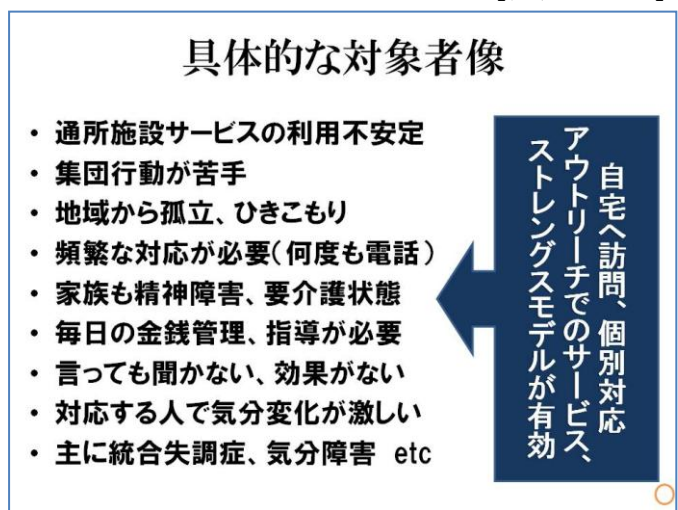 具体的な対象者像
・ 通所施設サービスの利用不安定
・ 集団行動が苦手
・ 地域から孤立、ひきこもり
・ 頻繁な対応が必要(何度も電話)
・ 家族も精神障害、要介護状態
・ 毎日の金銭管理、指導が必要
・ 言っても聞かない、効果がない
・ 対応する人で気分変化が激しい
・ 主に統合失調症、気分障害 etc
自宅へ訪問、個別対応
アウトリーチでのサービス、
ストレングスモデルが有効